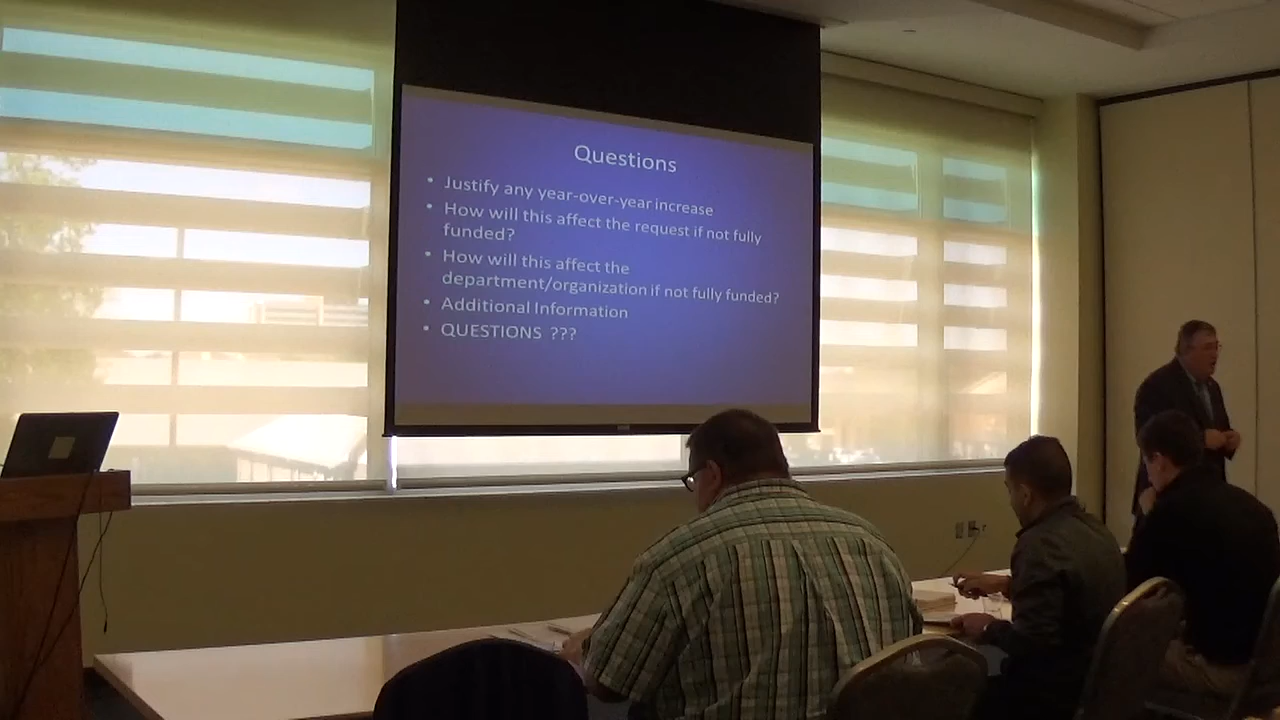 Questions
• Justify any year-over-year increase
• How will this affect the request if not fully
funded?
• How will this affect the
department/organization if not fully funded?
• Additional Information
• QUESTIONS ???